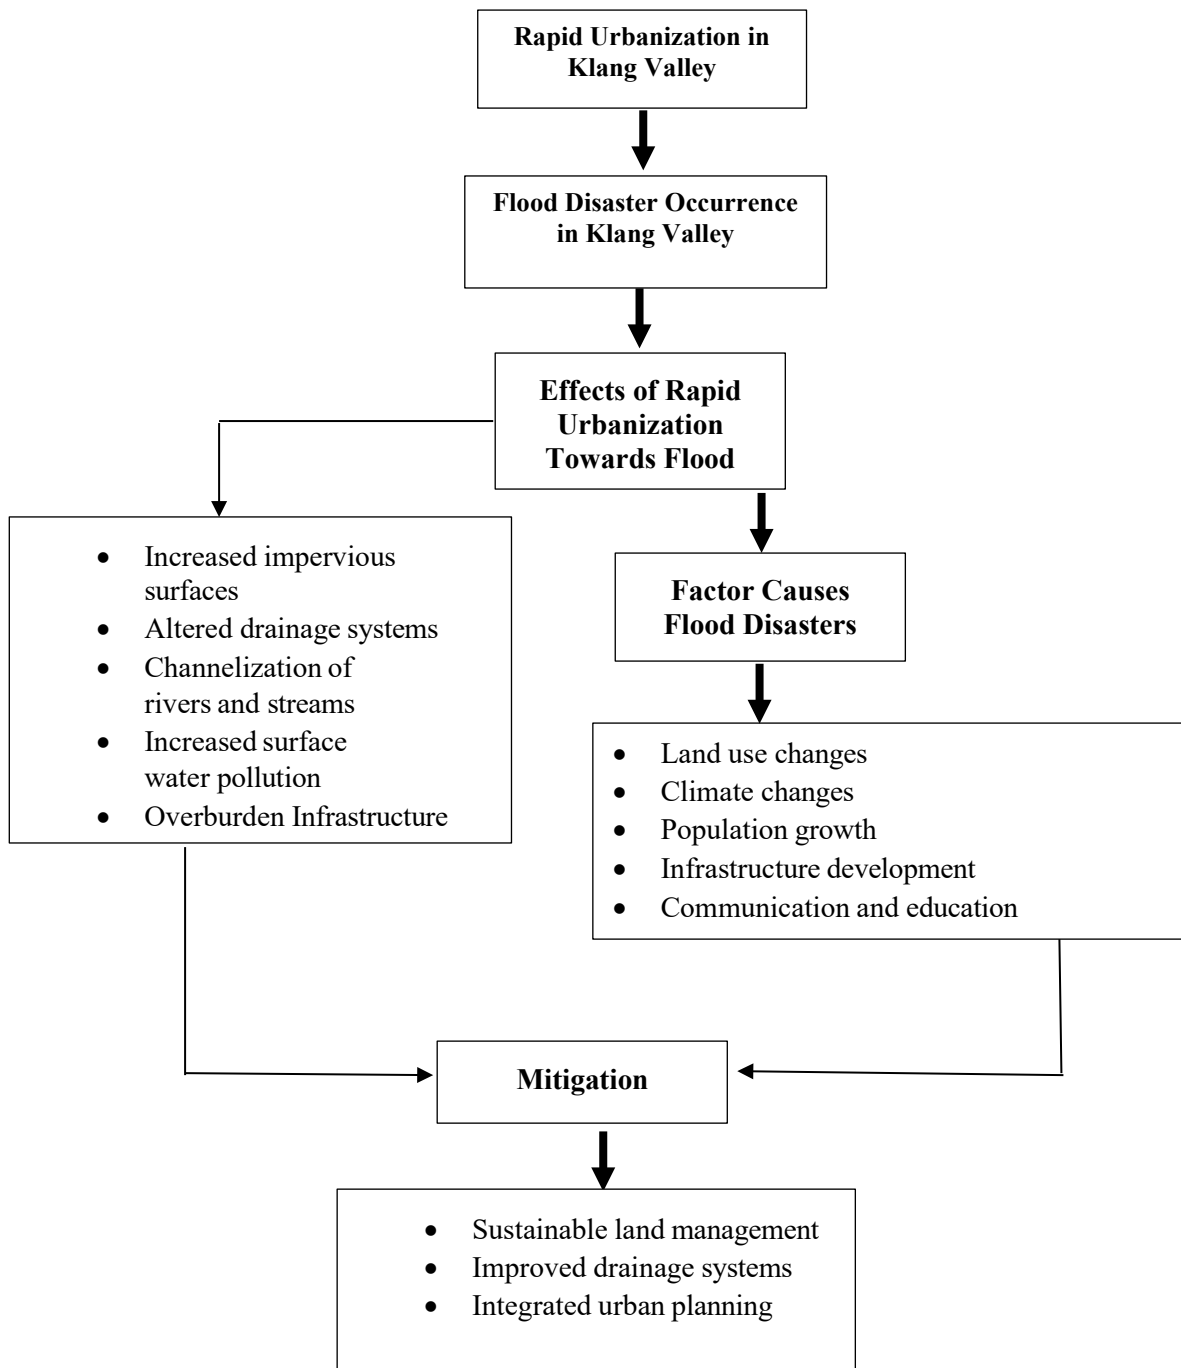 Rapid Urbanization in
Klang Valley
Flood Disaster Occurrence
in Klang Valley
Effects of Rapid
Urbanization
Towards Flood
• Increased impervious
surfaces
• Altered drainage systems
• Channelization of
rivers and streams
• Increased surface
water pollution
• Overburden Infrastructure
Factor Causes
Flood Disasters
• Land use changes
• Climate changes
• Population growth
• Infrastructure development
• Communication and education
Mitigation
• Sustainable land management
• Improved drainage systems
• Integrated urban planning